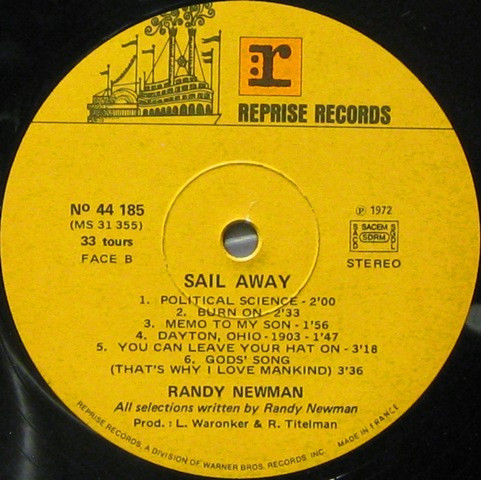 r
REPRISE RECORDS
Nº 44 185
(MS 31 355)
33 tours
FACE B
℗ 1972
SACEM
SACD SDRM SGDL
STEREO
SAIL AWAY
1. POLITICAL SCIENCE - 2'00
2. BURN ON - 2'33
3. MEMO TO MY SON - 1'56
4. DAYTON, OHIO - 1903 - 1'47
5. YOU CAN LEAVE YOUR HAT ON - 3'18
6. GODS' SONG
(THAT'S WHY I LOVE MANKIND) 3'36
RANDY NEWMAN
All selections written by Randy Newman
Prod.: L. Waronker & R. Titelman
REPRISE RECORDS, A DIVISION OF WARNER BROS. RECORDS INC. MADE IN FRANCE